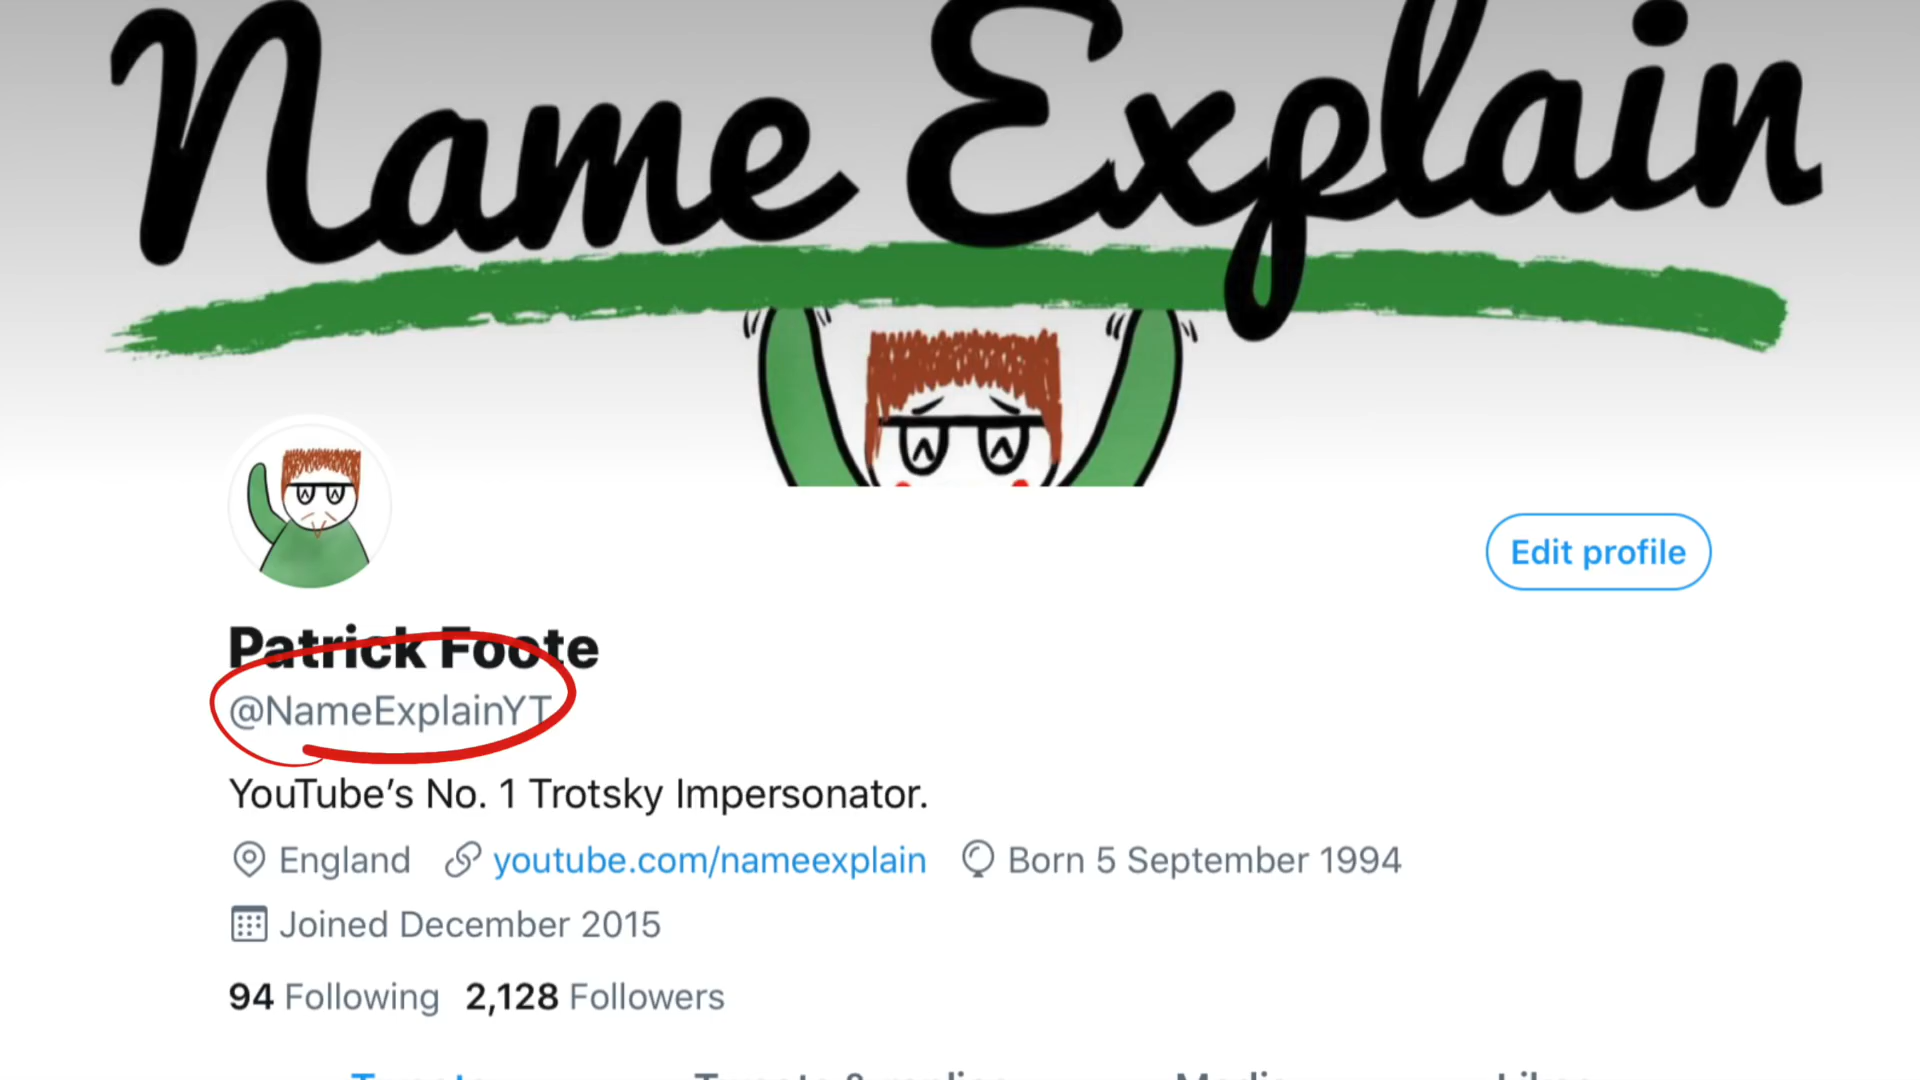 Name Explain
Edit profile
Patrick Foote
@NameExplainYT
YouTube’s No. 1 Trotsky Impersonator.
England youtube.com/nameexplain Born 5 September 1994
Joined December 2015
94 Following 2,128 Followers